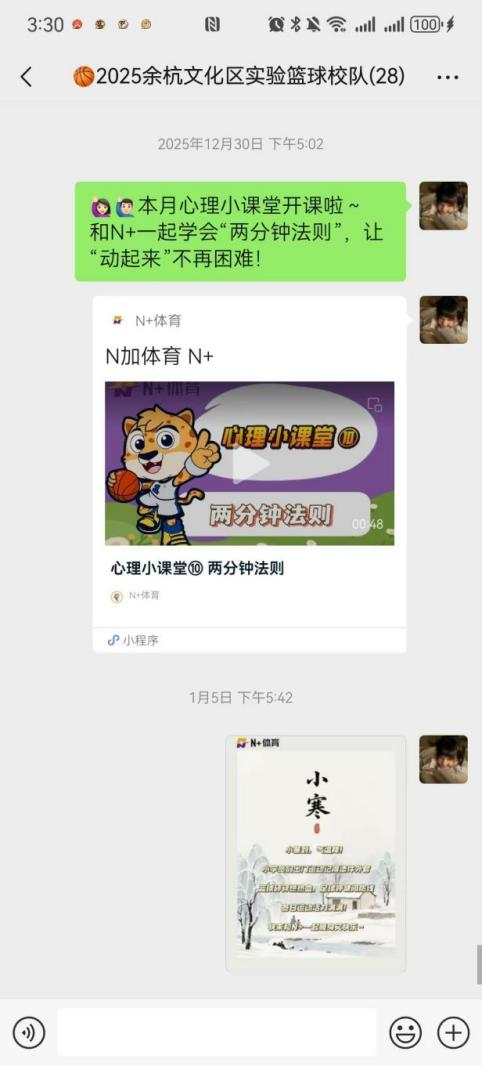 3:30
100
🏀2025余杭文化区实验篮球校队(28)
2025年12月30日 下午5:02
🙋🏻‍♀️🙋🏻‍♂️本月心理小课堂开课啦～
和N+一起学会“两分钟法则”，让
“动起来”不再困难！
N+体育
N加体育 N+
N+体育
心理小课堂⑩
两分钟法则
00:48
心理小课堂⑩ 两分钟法则
N+体育
小程序
1月5日 下午5:42
N+体育
小
寒
小寒到，气温降！